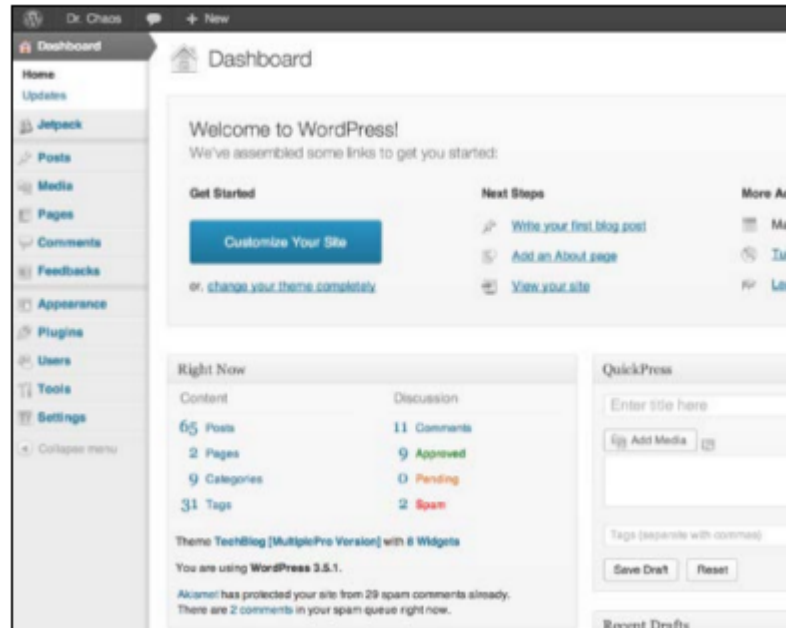 Dr. Chaos + New
Dashboard
Home
Updates
Jetpack
Posts
Media
Pages
Comments
Feedbacks
Appearance
Plugins
Users
Tools
Settings
Collapse menu
Dashboard
Welcome to WordPress!
We've assembled some links to get you started:
Get Started
Customize Your Site
or, change your theme completely
Next Steps
Write your first blog post
Add an About page
View your site
More A
Ma
Tu
Le
Right Now
Content
65 Posts
2 Pages
9 Categories
31 Tags
Discussion
11 Comments
9 Approved
0 Pending
2 Spam
Theme TechBlog [MultiplePro Version] with 8 Widgets
You are using WordPress 3.5.1.
Akismet has protected your site from 29 spam comments already.
There are 2 comments in your spam queue right now.
QuickPress
Enter title here
Add Media
Tags (separate with commas)
Save Draft Reset
Recent Drafts